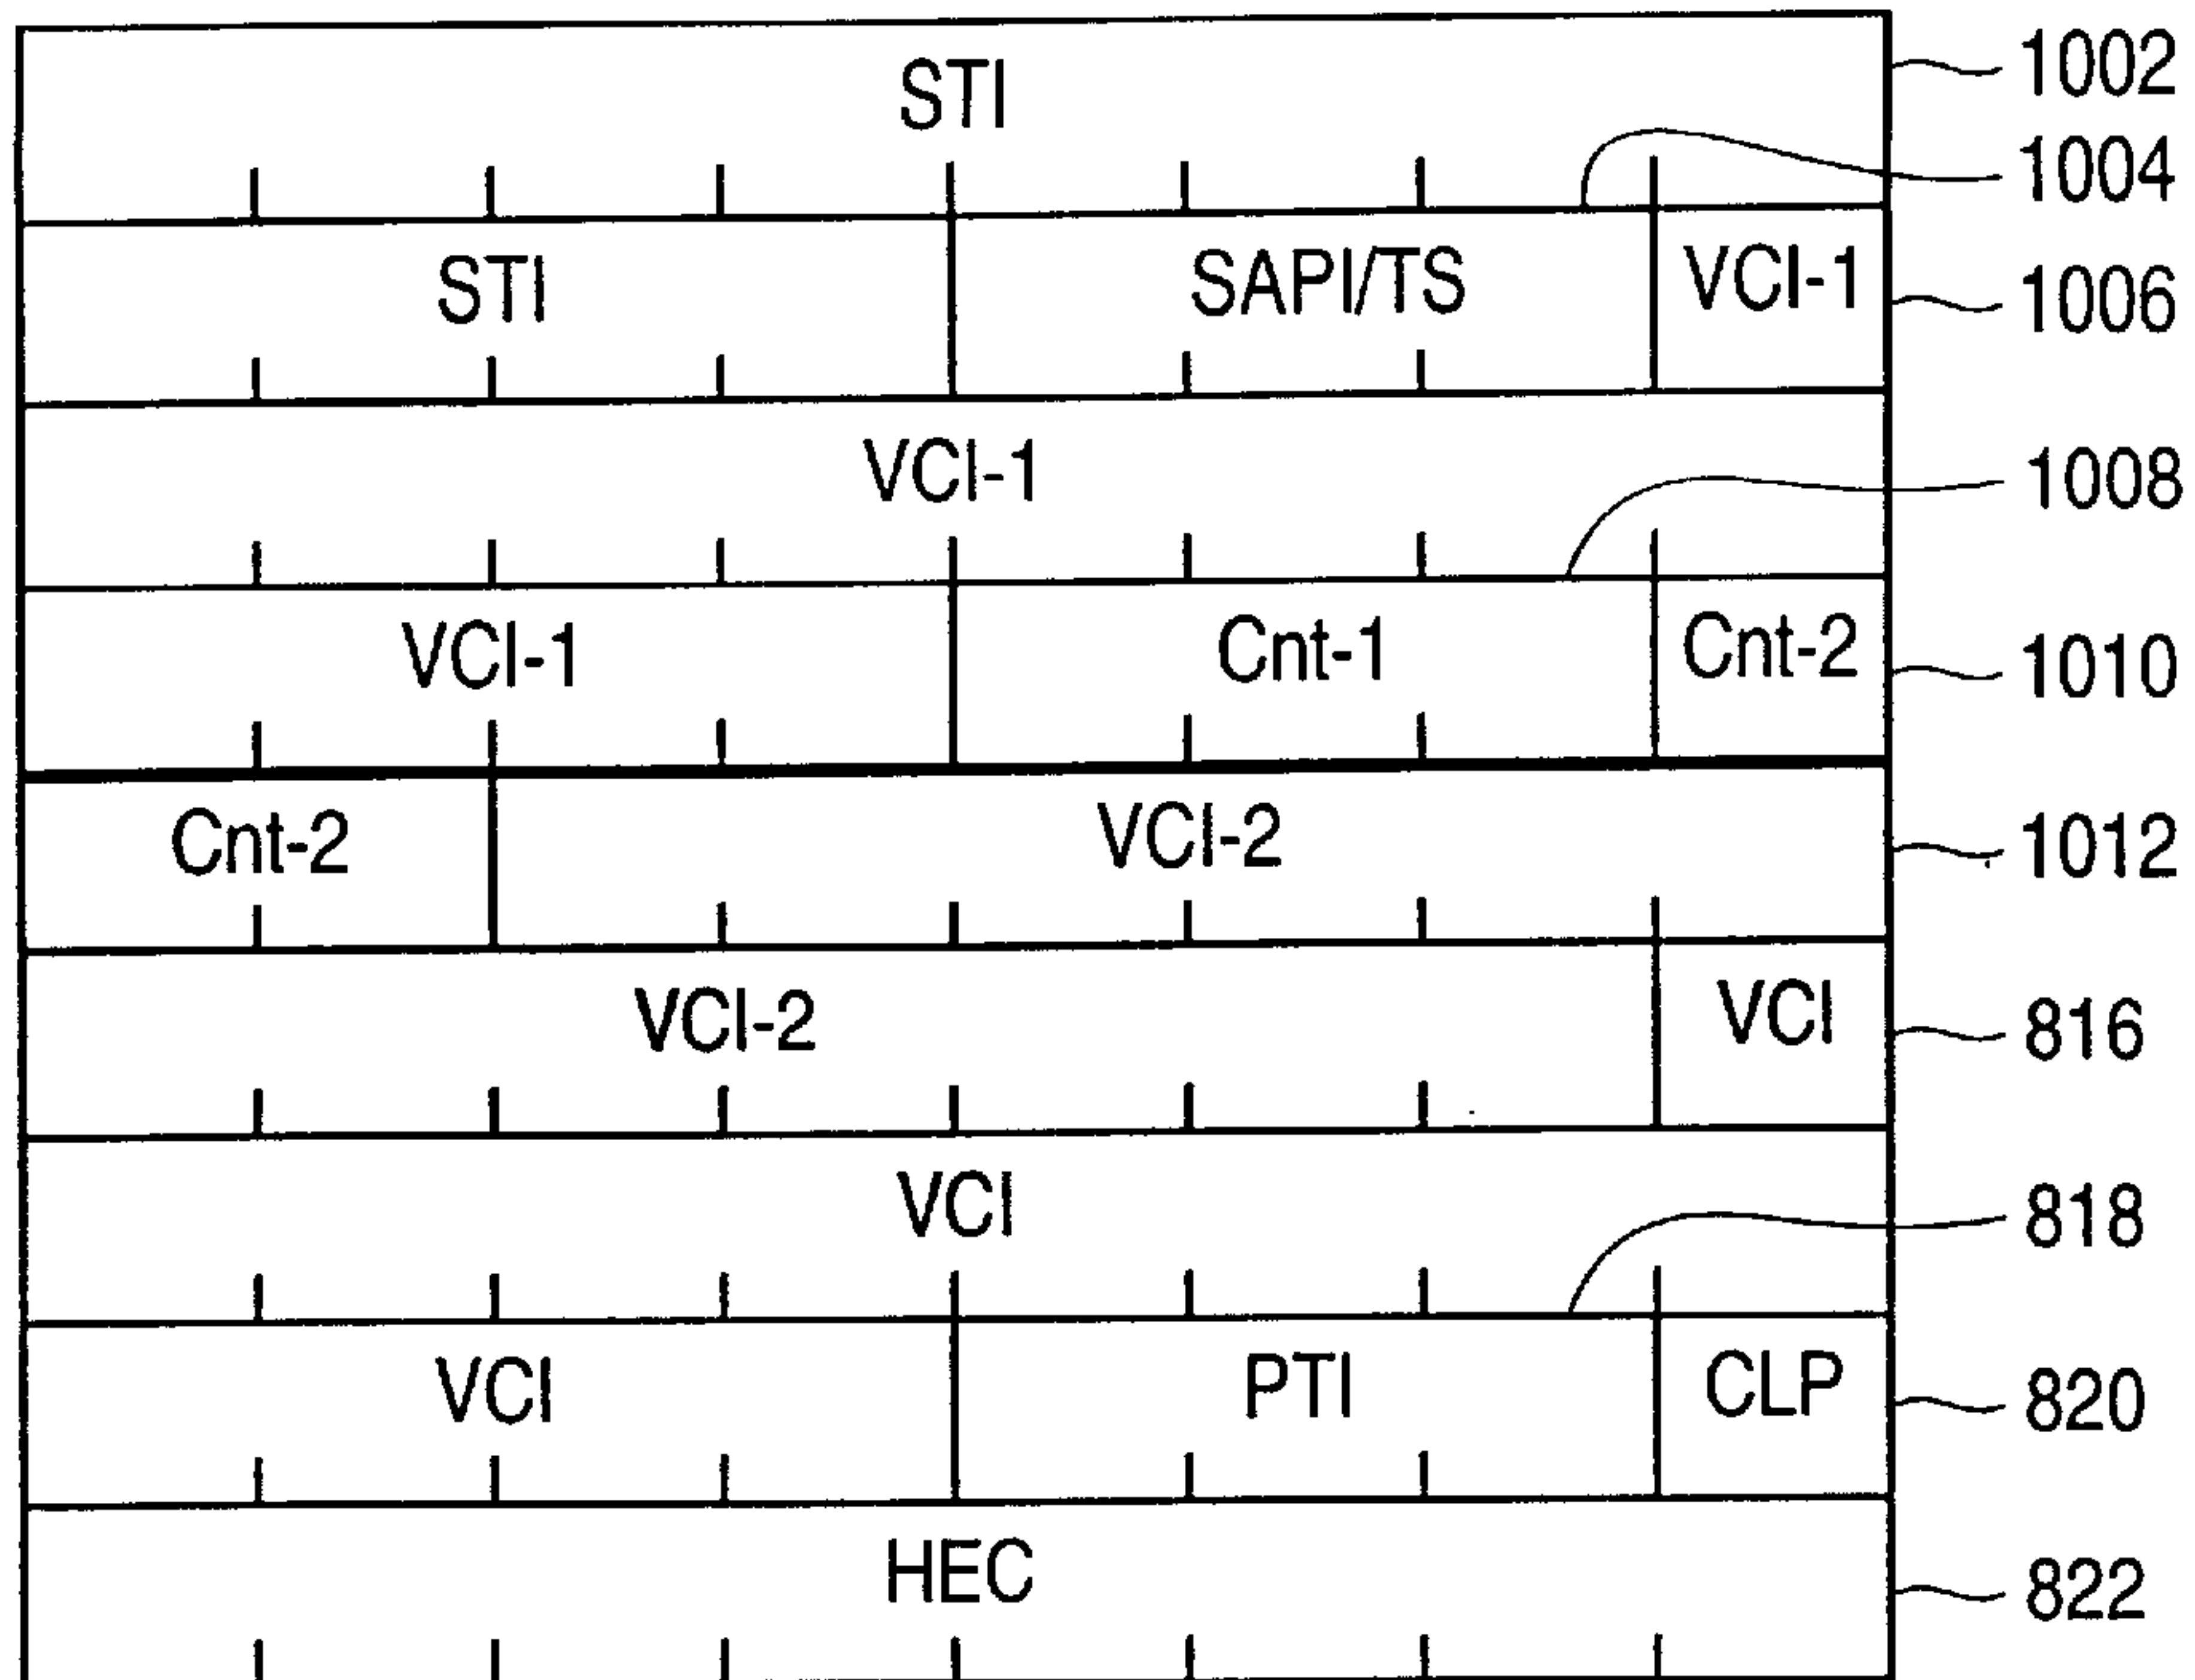 STI 1002
1004
STI SAPI/TS VCI-1 1006
VCI-1 1008
VCI-1 Cnt-1 Cnt-2 1010
Cnt-2 VCI-2 1012
VCI-2 VCI 816
VCI 818
VCI PTI CLP 820
HEC 822